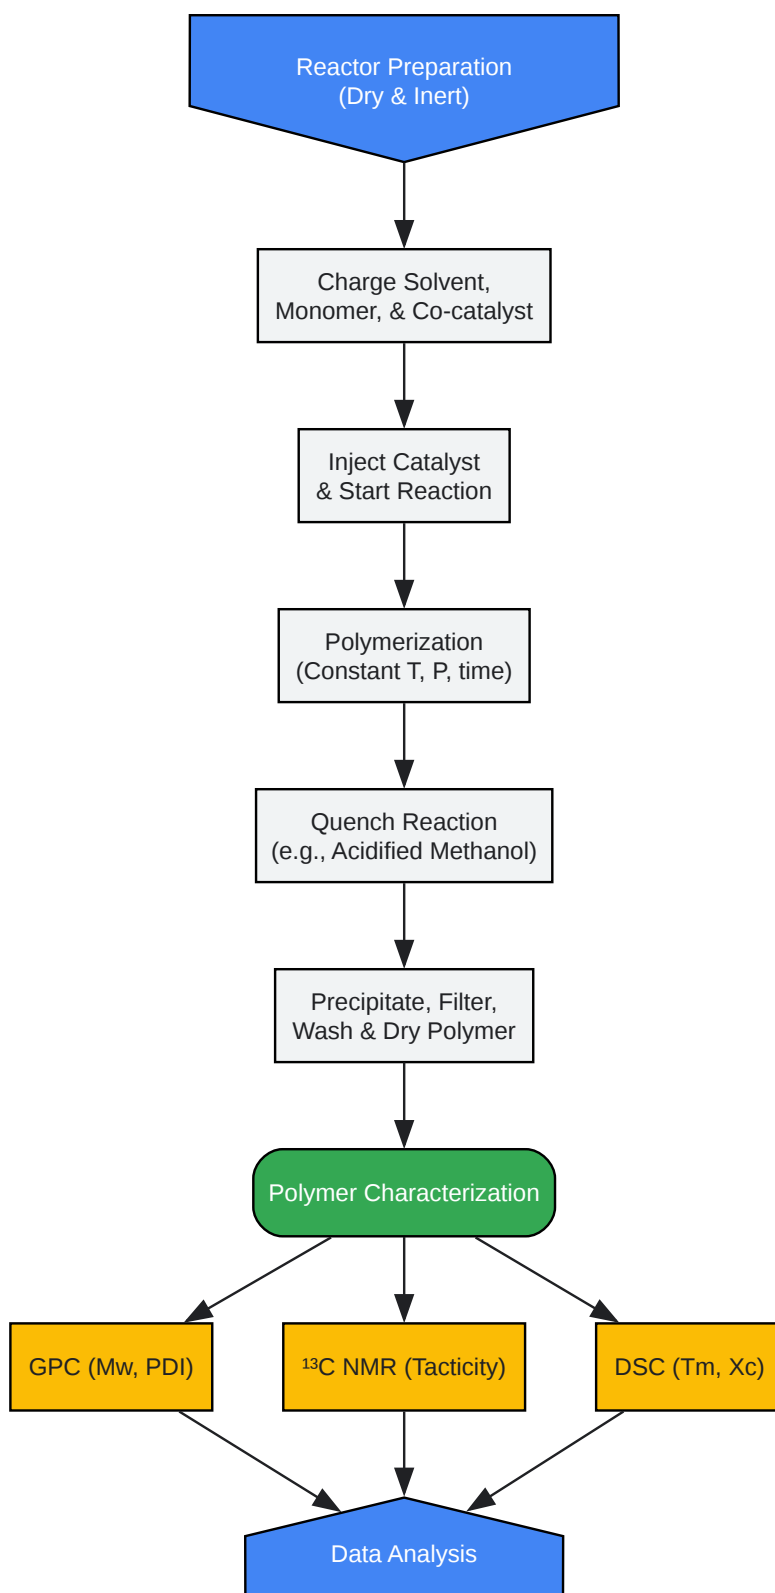 Reactor Preparation
(Dry & Inert)
Charge Solvent,
Monomer, & Co-catalyst
Inject Catalyst
& Start Reaction
Polymerization
(Constant T, P, time)
Quench Reaction
(e.g., Acidified Methanol)
Precipitate, Filter,
Wash & Dry Polymer
Polymer Characterization
GPC (Mw, PDI)
¹³C NMR (Tacticity)
DSC (Tm, Xc)
Data Analysis